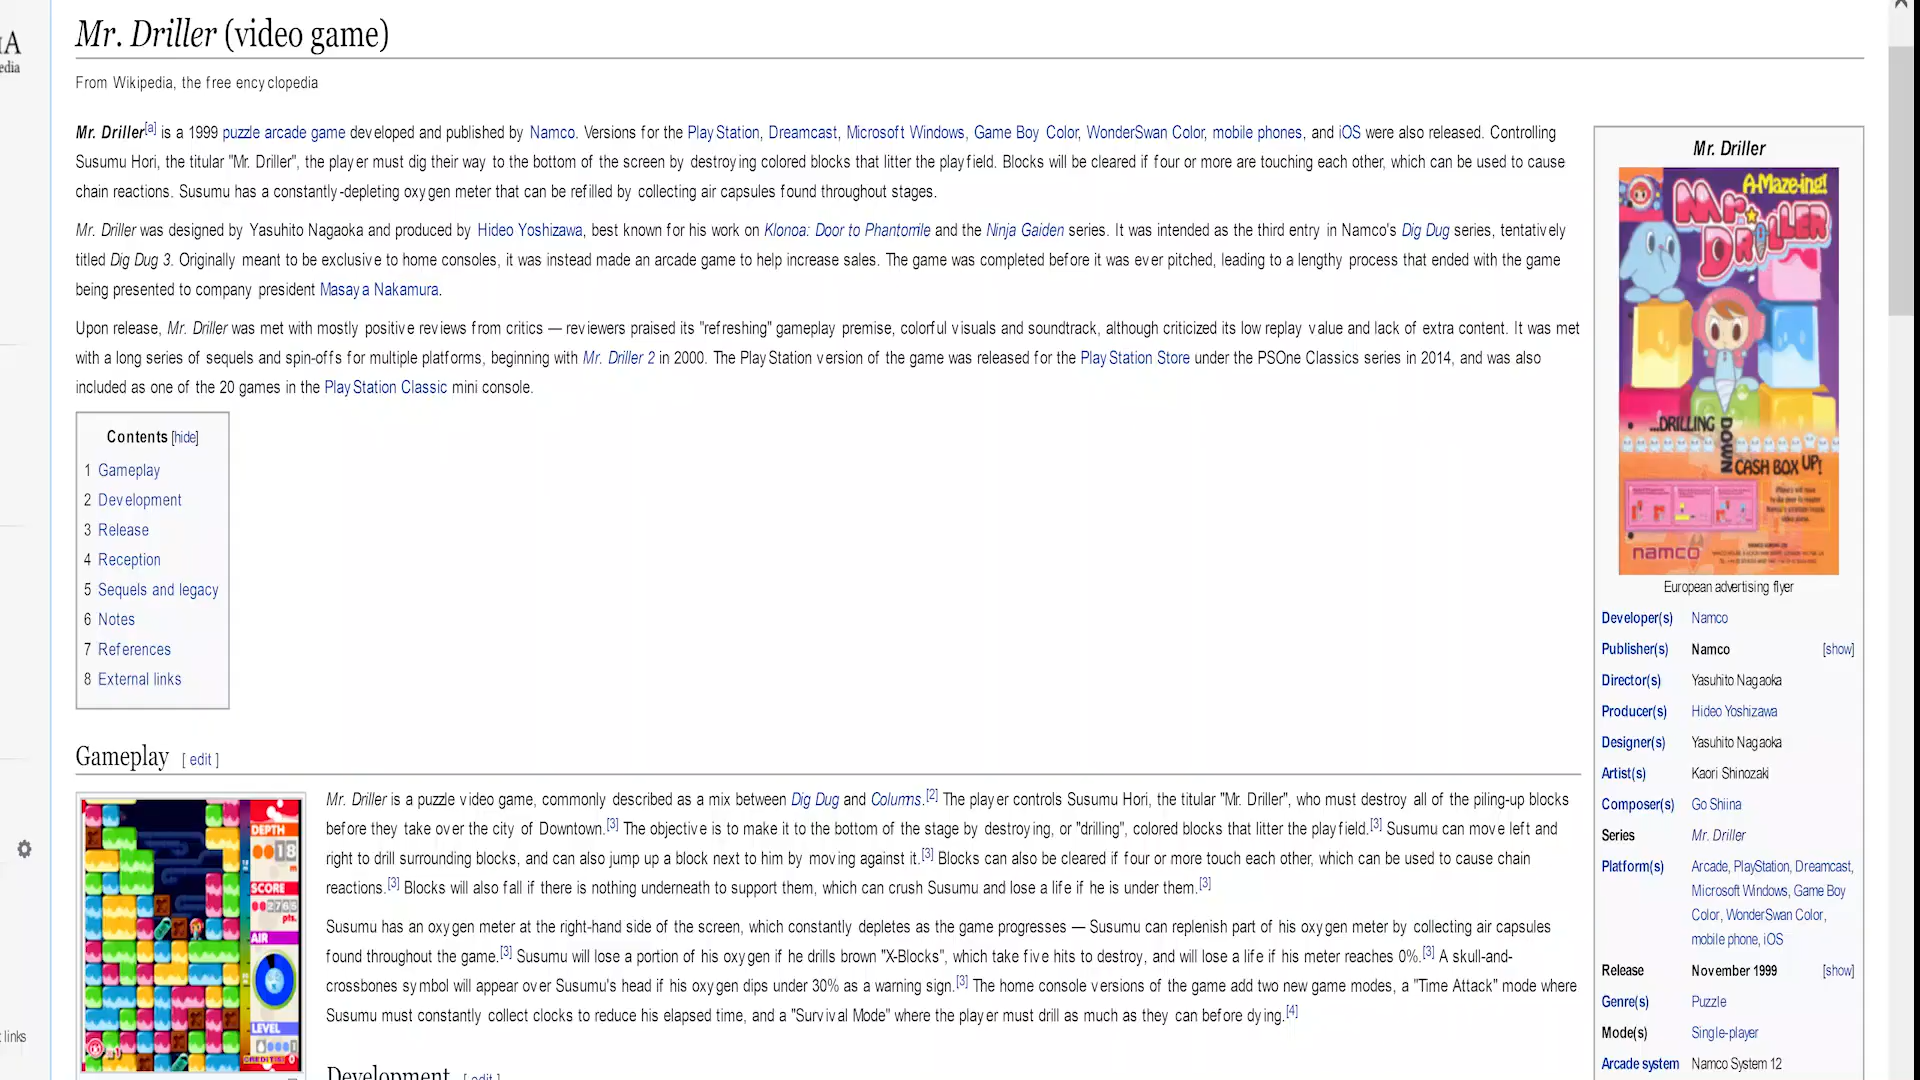 IA
edia
Mr. Driller (video game)
From Wikipedia, the free encyclopedia
Mr. Driller[a] is a 1999 puzzle arcade game developed and published by Namco. Versions for the PlayStation, Dreamcast, Microsoft Windows, Game Boy Color, WonderSwan Color, mobile phones, and iOS were also released. Controlling
Susumu Hori, the titular "Mr. Driller", the player must dig their way to the bottom of the screen by destroying colored blocks that litter the playfield. Blocks will be cleared if four or more are touching each other, which can be used to cause
chain reactions. Susumu has a constantly-depleting oxygen meter that can be refilled by collecting air capsules found throughout stages.
Mr. Driller was designed by Yasuhito Nagaoka and produced by Hideo Yoshizawa, best known for his work on Klonoa: Door to Phantomile and the Ninja Gaiden series. It was intended as the third entry in Namco's Dig Dug series, tentatively
titled Dig Dug 3. Originally meant to be exclusive to home consoles, it was instead made an arcade game to help increase sales. The game was completed before it was ever pitched, leading to a lengthy process that ended with the game
being presented to company president Masaya Nakamura.
Upon release, Mr. Driller was met with mostly positive reviews from critics — reviewers praised its "refreshing" gameplay premise, colorful visuals and soundtrack, although criticized its low replay value and lack of extra content. It was met
with a long series of sequels and spin-offs for multiple platforms, beginning with Mr. Driller 2 in 2000. The PlayStation version of the game was released for the PlayStation Store under the PSOne Classics series in 2014, and was also
included as one of the 20 games in the PlayStation Classic mini console.
Contents [hide]
1 Gameplay
2 Development
3 Release
4 Reception
5 Sequels and legacy
6 Notes
7 References
8 External links
Gameplay [ edit ]
Mr. Driller is a puzzle video game, commonly described as a mix between Dig Dug and Columns.[2] The player controls Susumu Hori, the titular "Mr. Driller", who must destroy all of the piling-up blocks
before they take over the city of Downtown.[3] The objective is to make it to the bottom of the stage by destroying, or "drilling", colored blocks that litter the playfield.[3] Susumu can move left and
right to drill surrounding blocks, and can also jump up a block next to him by moving against it.[3] Blocks can also be cleared if four or more touch each other, which can be used to cause chain
reactions.[3] Blocks will also fall if there is nothing underneath to support them, which can crush Susumu and lose a life if he is under them.[3]
Susumu has an oxygen meter at the right-hand side of the screen, which constantly depletes as the game progresses — Susumu can replenish part of his oxygen meter by collecting air capsules
found throughout the game.[3] Susumu will lose a portion of his oxygen if he drills brown "X-Blocks", which take five hits to destroy, and will lose a life if his meter reaches 0%.[3] A skull-and-
crossbones symbol will appear over Susumu's head if his oxygen dips under 30% as a warning sign.[3] The home console versions of the game add two new game modes, a "Time Attack" mode where
Susumu must constantly collect clocks to reduce his elapsed time, and a "Survival Mode" where the player must drill as much as they can before dying.[4]
DEPTH
18
SCORE
2765
pts.
AIR
LEVEL
1
Development [ edit ]
links
Mr. Driller
A-Maze-ing!
Mr. DRILLER
...DRILLING
DOWN
CASH BOX UP!
namco
European advertising flyer
Developer(s) Namco
Publisher(s) Namco [show]
Director(s) Yasuhito Nagaoka
Producer(s) Hideo Yoshizawa
Designer(s) Yasuhito Nagaoka
Artist(s) Kaori Shinozaki
Composer(s) Go Shiina
Series Mr. Driller
Platform(s) Arcade, PlayStation, Dreamcast,
Microsoft Windows, Game Boy
Color, WonderSwan Color,
mobile phone, iOS
Release November 1999 [show]
Genre(s) Puzzle
Mode(s) Single-player
Arcade system Namco System 12